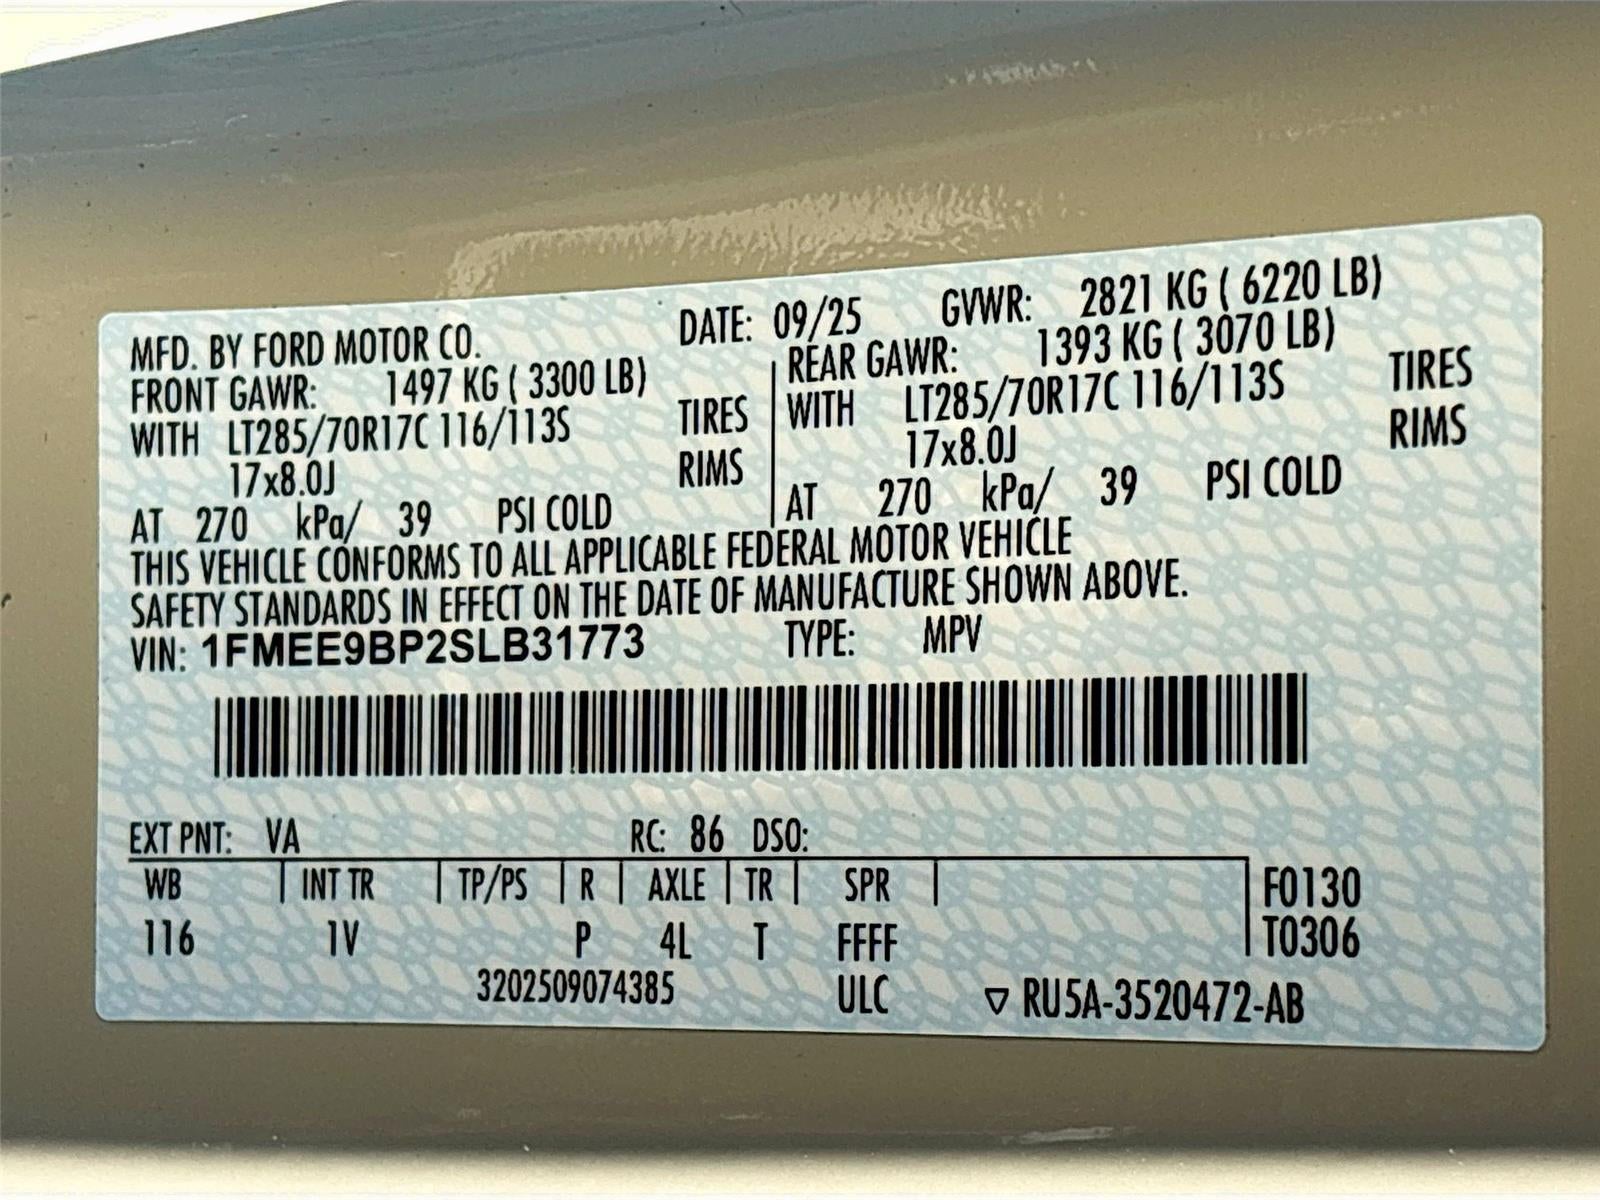 MFD. BY FORD MOTOR CO. DATE: 09/25 GVWR: 2821 KG ( 6220 LB)
FRONT GAWR: 1497 KG ( 3300 LB) REAR GAWR: 1393 KG ( 3070 LB)
WITH LT285/70R17C 116/113S TIRES WITH LT285/70R17C 116/113S TIRES
17x8.0J RIMS 17x8.0J RIMS
AT 270 kPa/ 39 PSI COLD AT 270 kPa/ 39 PSI COLD
THIS VEHICLE CONFORMS TO ALL APPLICABLE FEDERAL MOTOR VEHICLE
SAFETY STANDARDS IN EFFECT ON THE DATE OF MANUFACTURE SHOWN ABOVE.
VIN: 1FMEE9BP2SLB31773 TYPE: MPV
EXT PNT: VA RC: 86 DSO:
WB INT TR TP/PS R AXLE TR SPR F0130
116 1V P 4L T FFFF T0306
3202509074385 ULC ▽ RU5A-3520472-AB